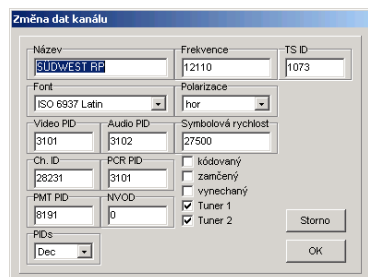 Změna dat kanálu
Název
SÜDWEST RP
Frekvence
12110
TS ID
1073
Font
ISO 6937 Latin
Polarizace
hor
Video PID
3101
Audio PID
3102
Symbolová rychlost
27500
Ch. ID
28231
PCR PID
3101
kódovaný
zamčený
vynechaný
Tuner 1
Tuner 2
PMT PID
8191
NVOD
0
PIDs
Dec
Storno
OK